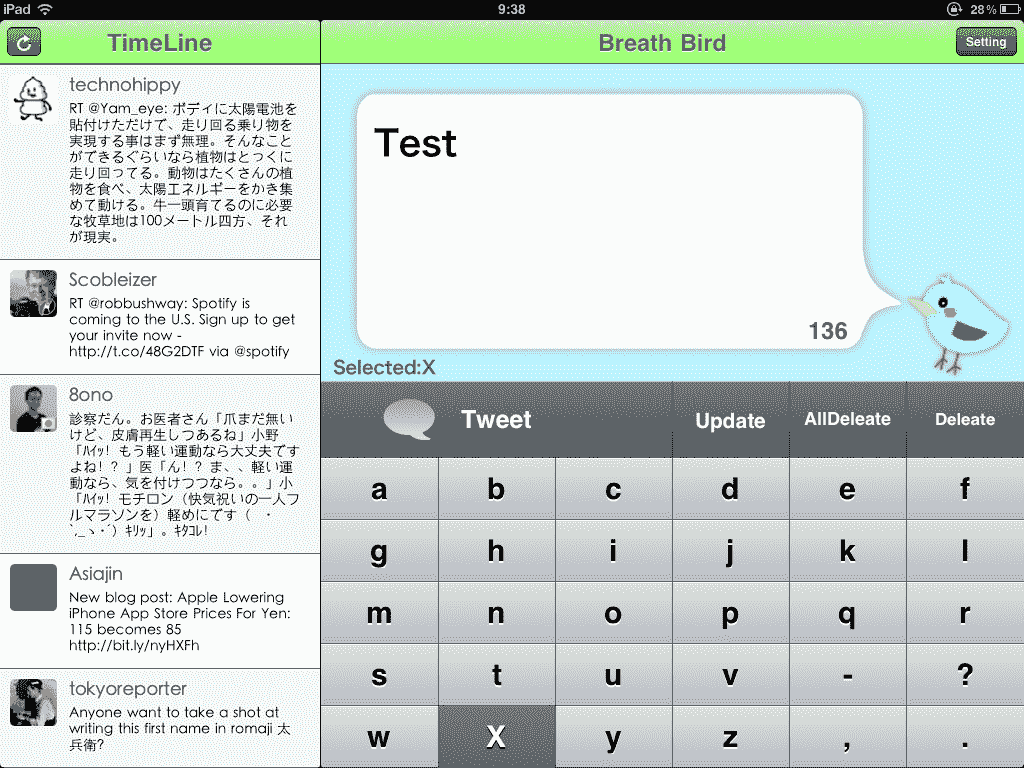 iPad
9:38
28%
TimeLine
Breath Bird
Setting
technohippy
RT @Yam_eye: ボディに太陽電池を
貼付けただけで、走り回る乗り物を
実現する事はまず無理。そんなこと
ができるぐらいなら植物はとっくに
走り回ってる。動物はたくさんの植
物を食べ、太陽エネルギーをかき集
めて動ける。牛一頭育てるのに必要
な牧草地は100メートル四方、それ
が現実。
Scobleizer
RT @robbushway: Spotify is
coming to the U.S. Sign up to get
your invite now -
http://t.co/48G2DTF via @spotify
8ono
診察だん。お医者さん「爪まだ無い
けど、皮膚再生しつあるね」小野
「ﾊｲｯ！もう軽い運動なら大丈夫です
よね！？」医「ん！？ま、、軽い運
動なら、気を付けつつなら。。」小
「ﾊｲｯ！モチロン（快気祝いの一人フ
ルマラソンを）軽めにです（　・
`,_ゝ･´）ｷﾘｯ」。ｷﾀｺﾚ!
Asiajin
New blog post: Apple Lowering
iPhone App Store Prices For Yen:
115 becomes 85
http://bit.ly/nyHXFh
tokyoreporter
Anyone want to take a shot at
writing this first name in romaji 太
兵衛?
Test
136
Selected:X
Tweet
Update
AllDeleate
Deleate
a b c d e f
g h i j k l
m n o p q r
s t u v - ?
w X y z , .